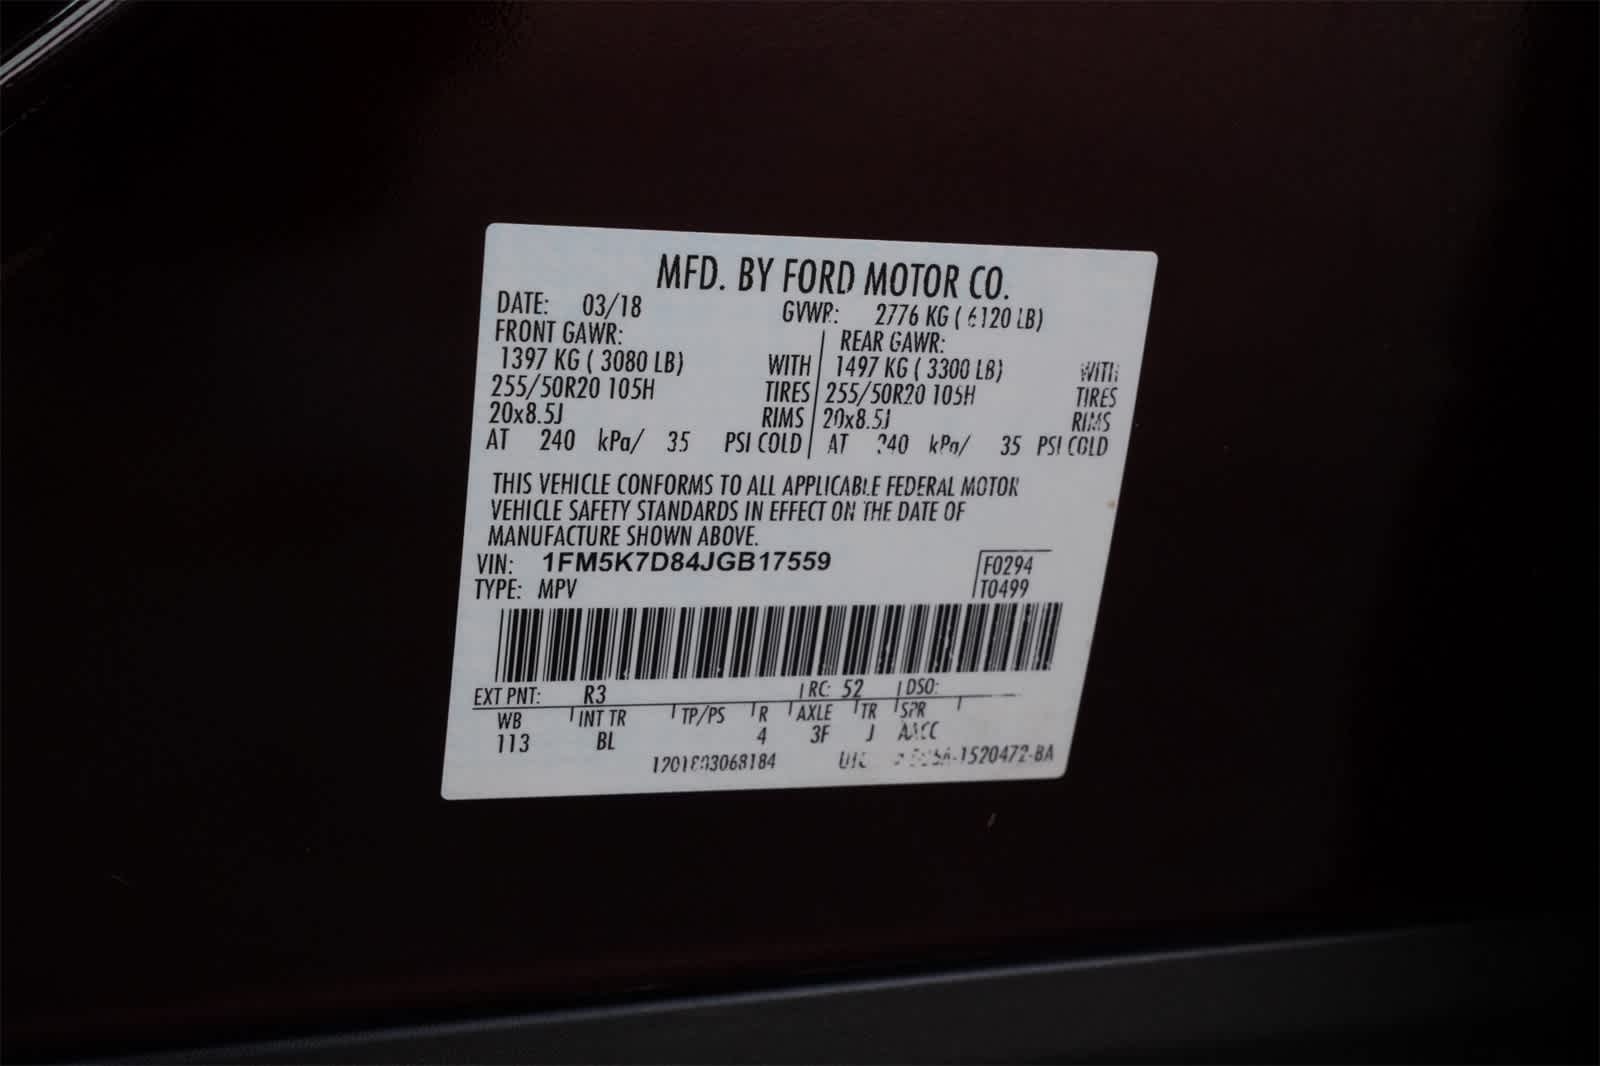 MFD. BY FORD MOTOR CO.
DATE: 03/18 GVWR: 2776 KG ( 6120 LB)
FRONT GAWR: REAR GAWR:
1397 KG ( 3080 LB) WITH 1497 KG ( 3300 LB) WITH
255/50R20 105H TIRES 255/50R20 105H TIRES
20x8.5J RIMS 20x8.5J RIMS
AT 240 kPa/ 35 PSI COLD AT 240 kPa/ 35 PSI COLD
THIS VEHICLE CONFORMS TO ALL APPLICABLE FEDERAL MOTOR
VEHICLE SAFETY STANDARDS IN EFFECT ON THE DATE OF
MANUFACTURE SHOWN ABOVE.
VIN: 1FM5K7D84JGB17559 F0294
TYPE: MPV T0499
EXT PNT: R3 RC: 52 DSO:
WB INT TR TP/PS R AXLE TR SPR
113 BL 4 3F J AACC
1201803068184